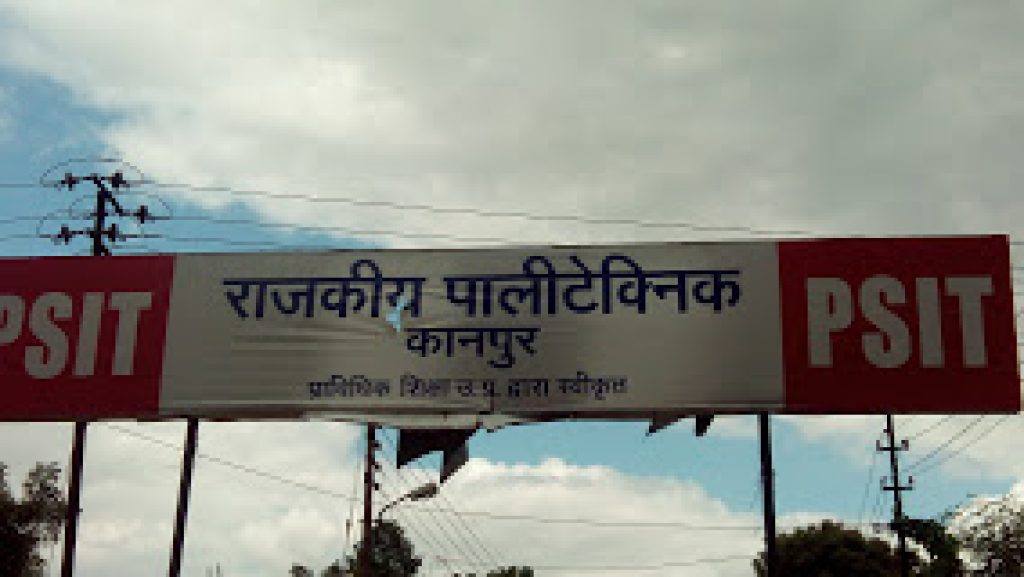 PSIT
राजकीय पालीटेक्निक
कानपुर
प्राविधिक शिक्षा उ.प्र. द्वारा स्वीकृत
PSIT